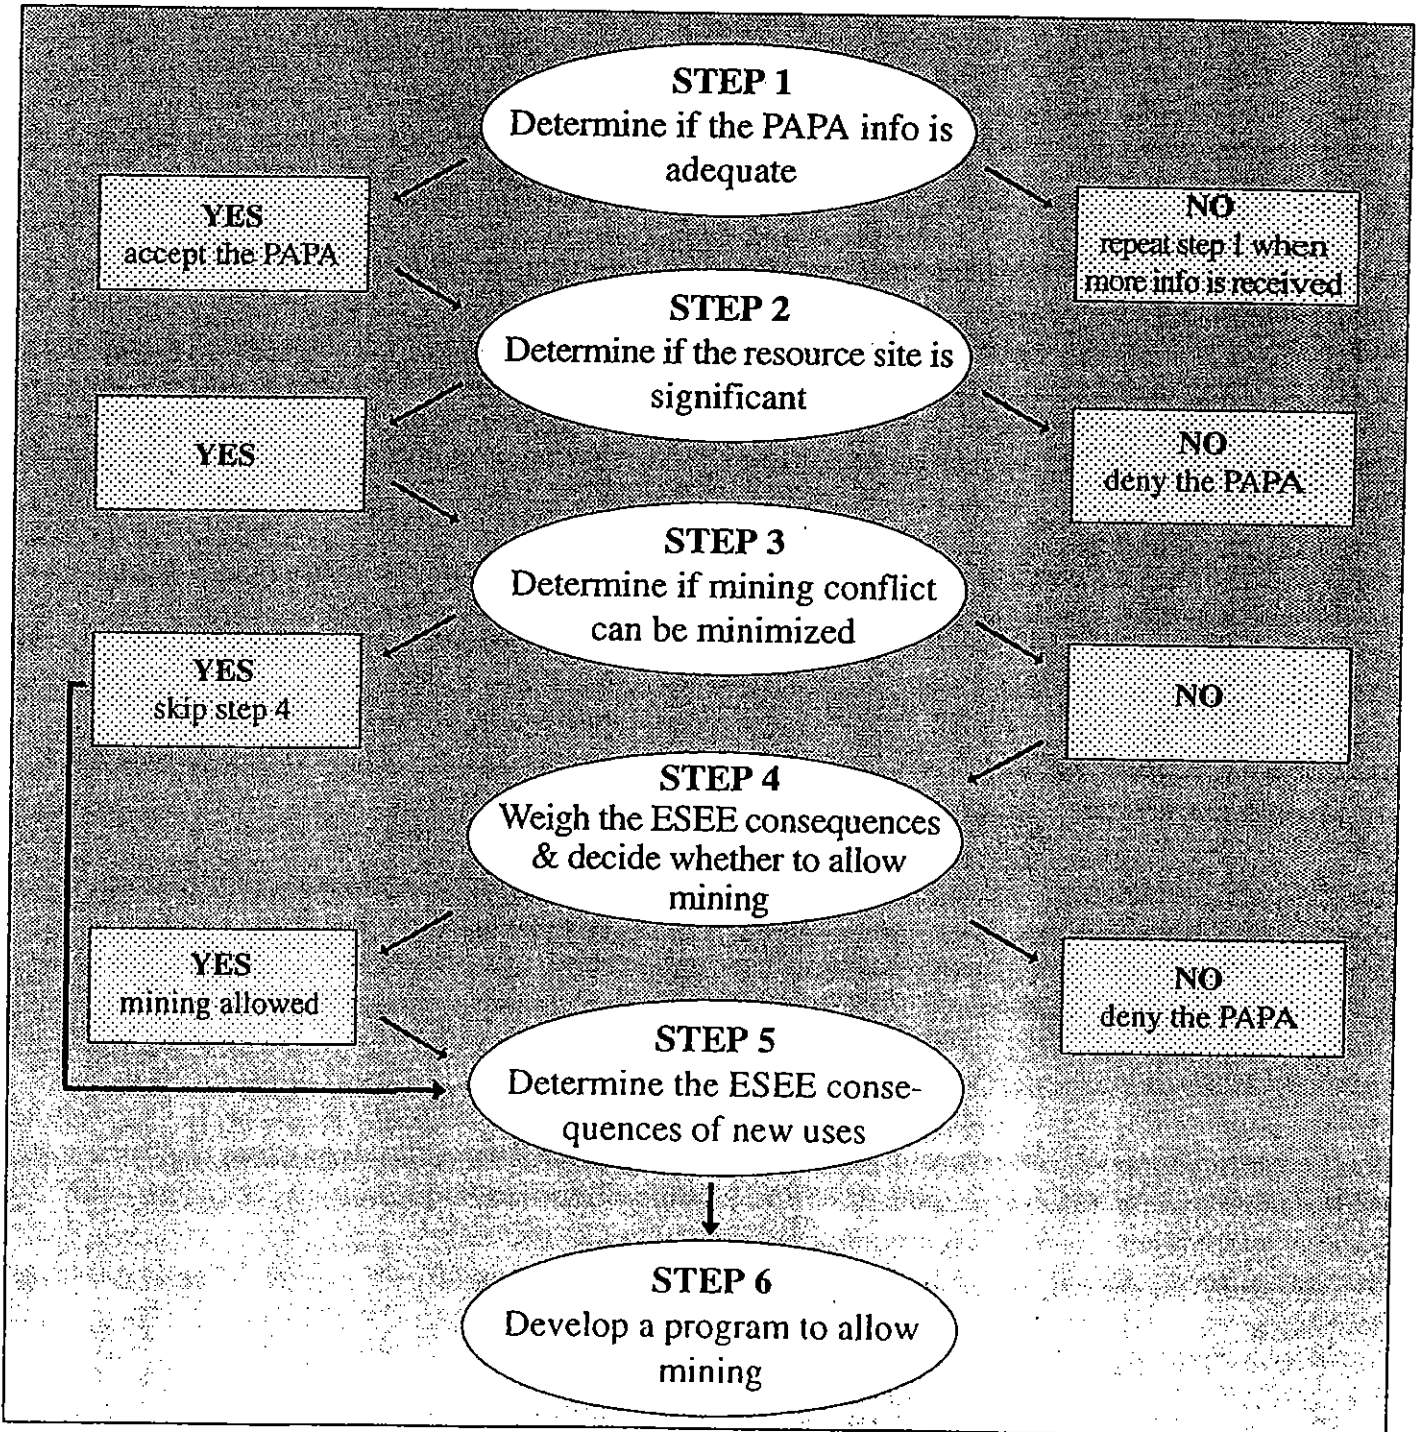 STEP 1
Determine if the PAPA info is
adequate
YES
accept the PAPA
NO
repeat step 1 when
more info is received
STEP 2
Determine if the resource site is
significant
YES
NO
deny the PAPA
STEP 3
Determine if mining conflict
can be minimized
YES
skip step 4
NO
STEP 4
Weigh the ESEE consequences
& decide whether to allow
mining
YES
mining allowed
NO
deny the PAPA
STEP 5
Determine the ESEE conse-
quences of new uses
STEP 6
Develop a program to allow
mining